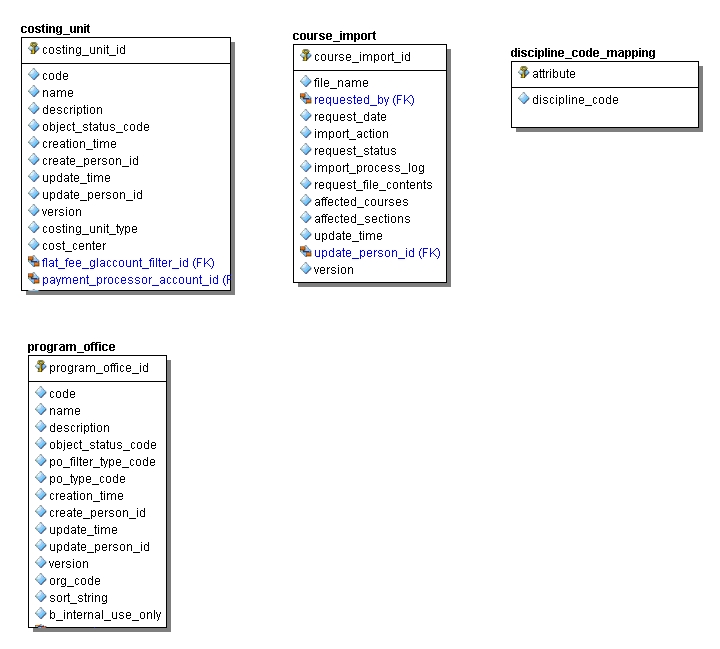 costing_unit
costing_unit_id
code
name
description
object_status_code
creation_time
create_person_id
update_time
update_person_id
version
costing_unit_type
cost_center
flat_fee_glaccount_filter_id (FK)
payment_processor_account_id (F
course_import
course_import_id
file_name
requested_by (FK)
request_date
import_action
request_status
import_process_log
request_file_contents
affected_courses
affected_sections
update_time
update_person_id (FK)
version
discipline_code_mapping
attribute
discipline_code
program_office
program_office_id
code
name
description
object_status_code
po_filter_type_code
po_type_code
creation_time
create_person_id
update_time
update_person_id
version
org_code
sort_string
b_internal_use_only